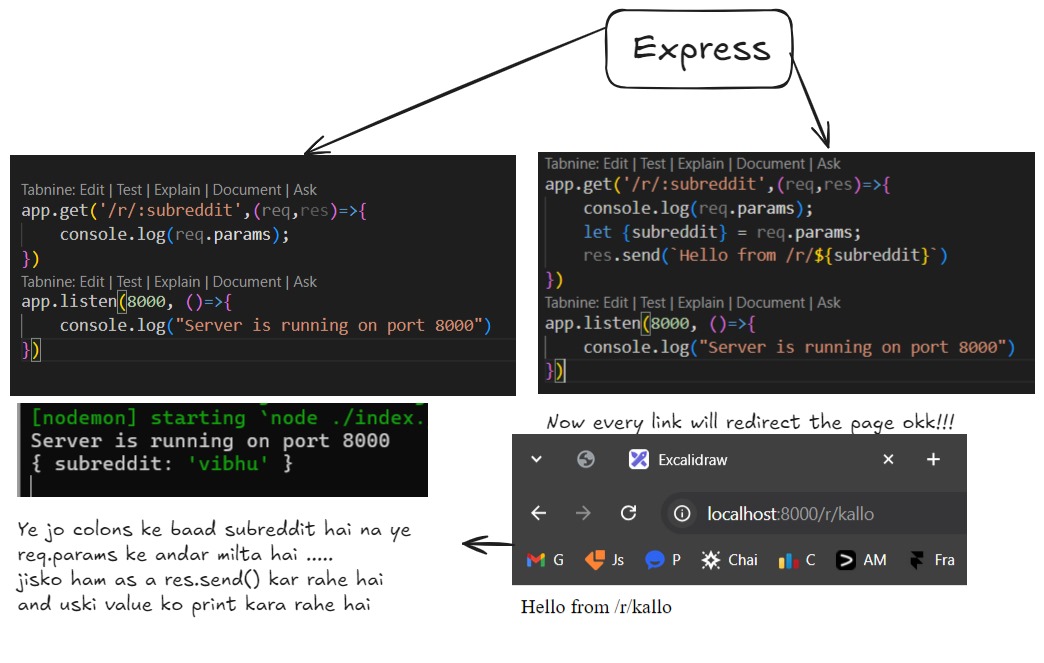 Express
Tabnine: Edit | Test | Explain | Document | Ask
app.get('/r/:subreddit',(req,res)=>{
console.log(req.params);
})
Tabnine: Edit | Test | Explain | Document | Ask
app.listen(8000, ()=>{
console.log("Server is running on port 8000")
})
[nodemon] starting `node ./index.
Server is running on port 8000
{ subreddit: 'vibhu' }
Ye jo colons ke baad subreddit hai na ye
req.params ke andar milta hai .....
jisko ham as a res.send() kar rahe hai
and uski value ko print kara rahe hai
Tabnine: Edit | Test | Explain | Document | Ask
app.get('/r/:subreddit',(req,res)=>{
console.log(req.params);
let {subreddit} = req.params;
res.send(`Hello from /r/${subreddit}`)
})
Tabnine: Edit | Test | Explain | Document | Ask
app.listen(8000, ()=>{
console.log("Server is running on port 8000")
})
Now every link will redirect the page okk!!!
Excalidraw
localhost:8000/r/kallo
G Js P Chai C AM Fra
Hello from /r/kallo